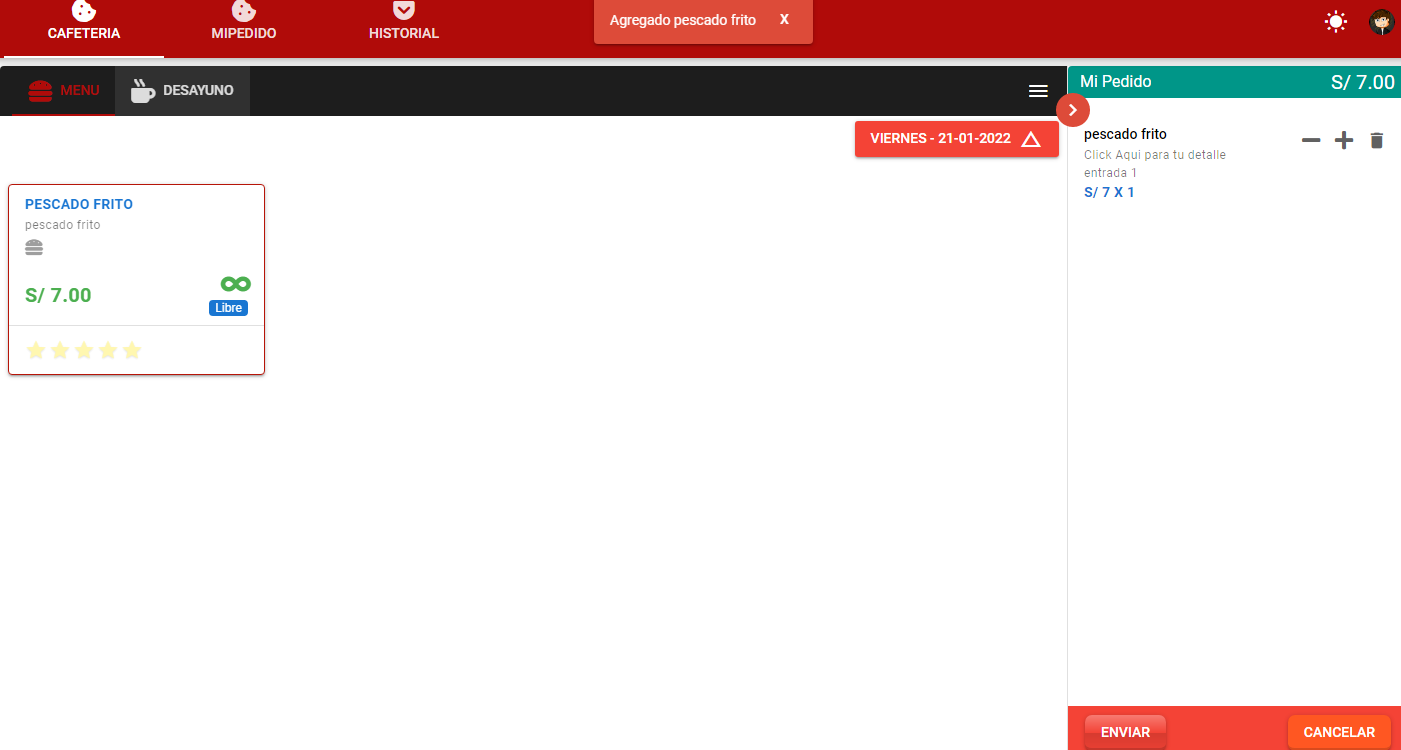 CAFETERIA
MIPEDIDO
HISTORIAL
Agregado pescado frito X
MENU
DESAYUNO
VIERNES - 21-01-2022
PESCADO FRITO
pescado frito
S/ 7.00
Libre
Mi Pedido S/ 7.00
pescado frito
Click Aqui para tu detalle
entrada 1
S/ 7 X 1
ENVIAR
CANCELAR